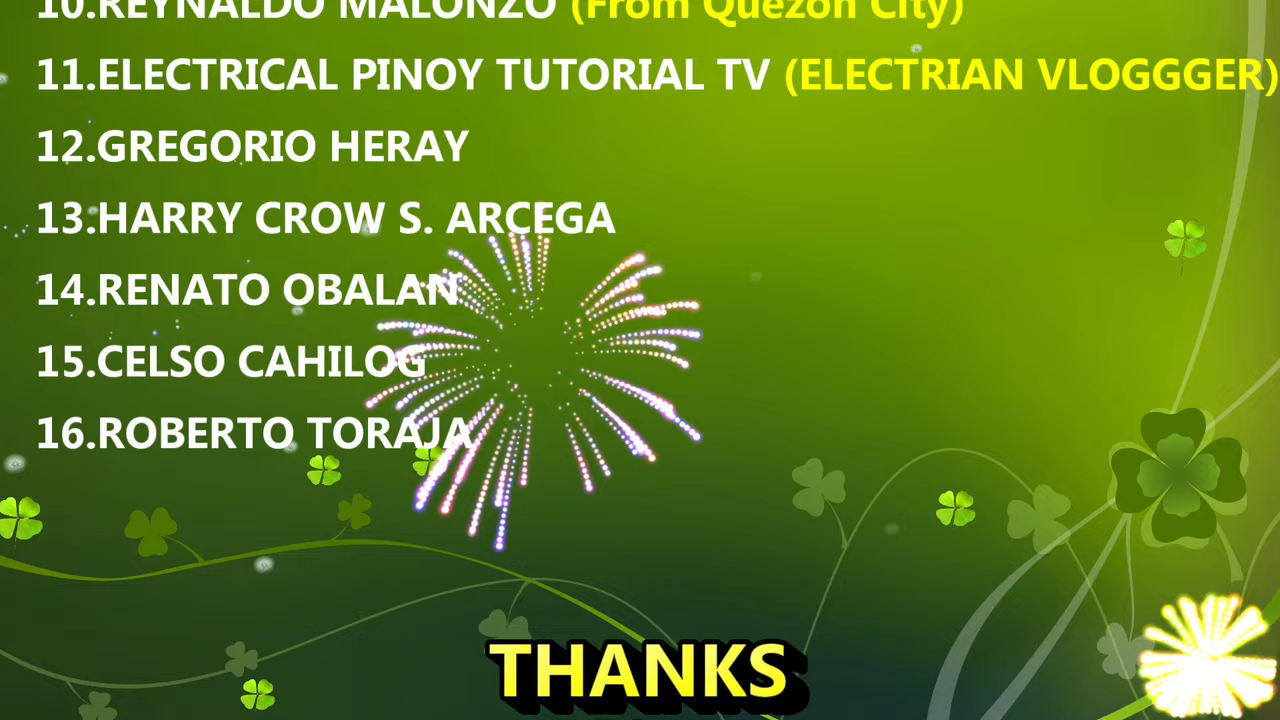 10.REYNALDO MALONZO (From Quezon City)
11.ELECTRICAL PINOY TUTORIAL TV (ELECTRIAN VLOGGGER)
12.GREGORIO HERAY
13.HARRY CROW S. ARCEGA
14.RENATO OBALAN
15.CELSO CAHILOG
16.ROBERTO TORAJA
THANKS